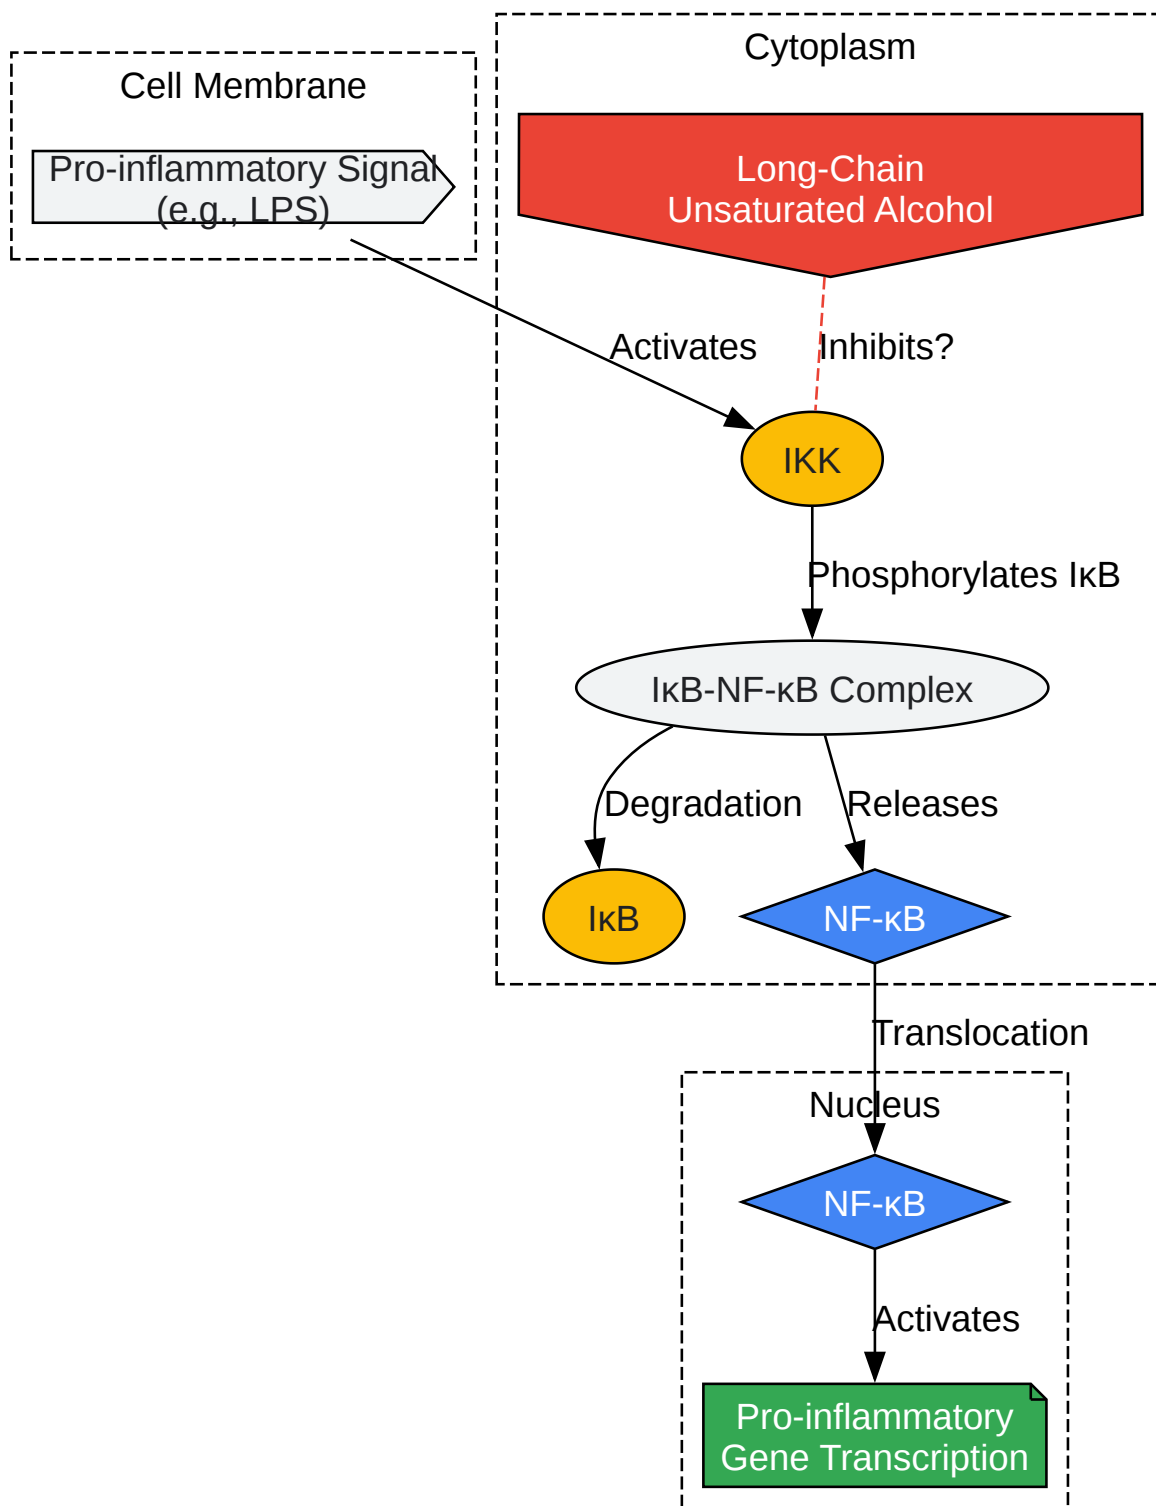 Cytoplasm
Cell Membrane
Pro-inflammatory Signal
(e.g., LPS)
Long-Chain
Unsaturated Alcohol
Activates
Inhibits?
IKK
Phosphorylates IκB
IκB-NF-κB Complex
Degradation
Releases
IκB
NF-κB
Translocation
Nucleus
NF-κB
Activates
Pro-inflammatory
Gene Transcription